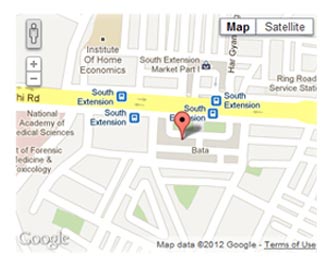 Map
Satellite
Institute
Of Home
Economics
South Extension
Market Part I
Har Gyan
Ring Road
Service Stati
hi Rd
South
Extension
South
Extension
South
Extension
South
Extension
National
Academy of
edical Sciences
t of Forensic
edicine &
oxicology
Bata
Google
Map data ©2012 Google - Terms of Use